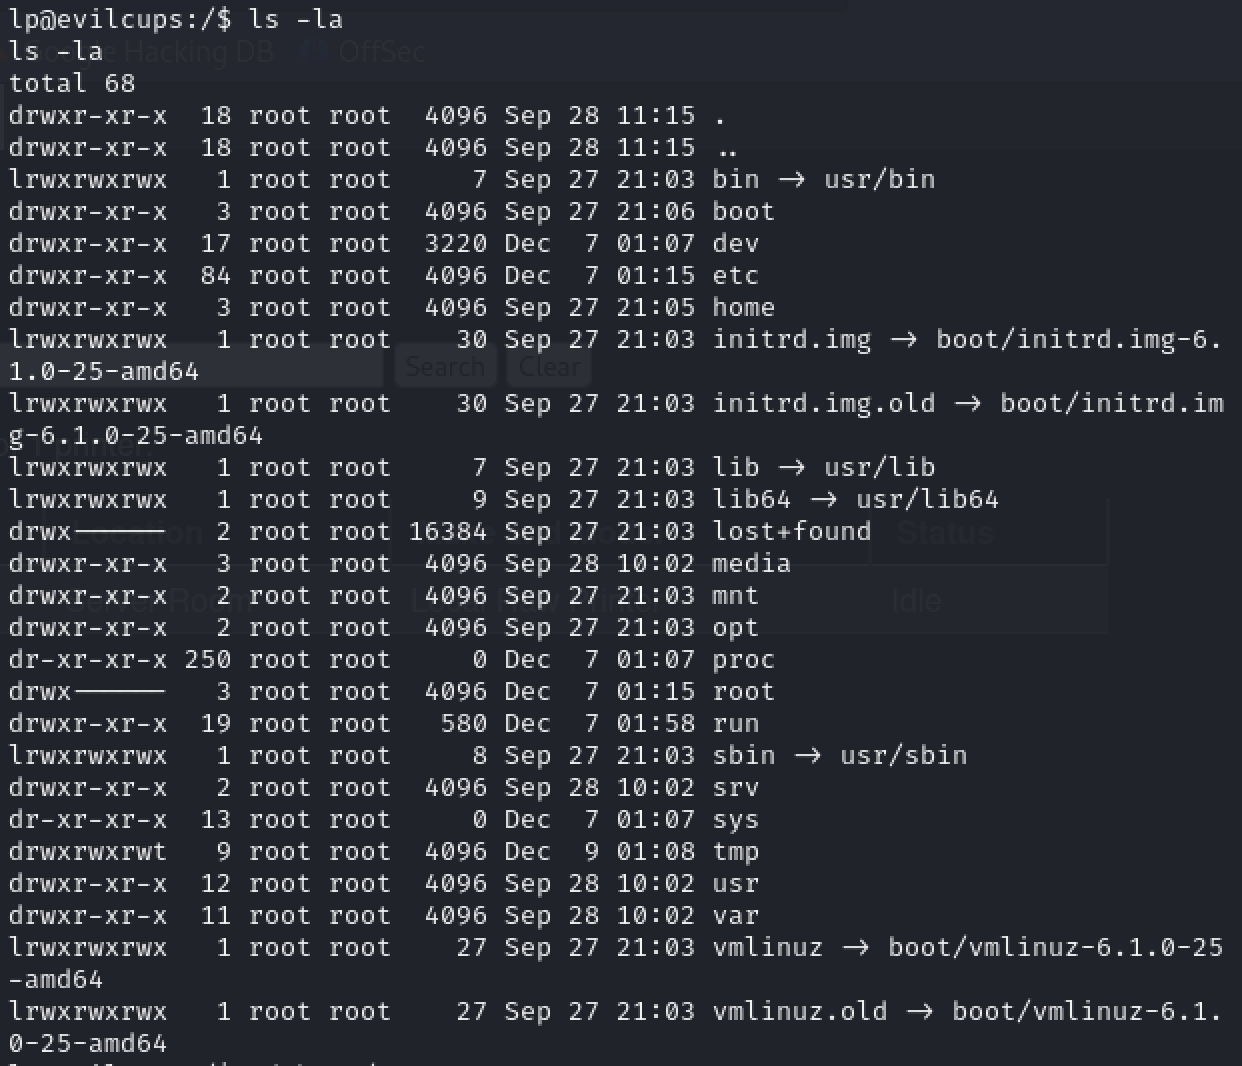 lp@evilcups:/$ ls -la
ls -la
Hacking DB OffSec
total 68
drwxr-xr-x  18 root root  4096 Sep 28 11:15 .
drwxr-xr-x  18 root root  4096 Sep 28 11:15 ..
lrwxrwxrwx   1 root root     7 Sep 27 21:03 bin → usr/bin
drwxr-xr-x   3 root root  4096 Sep 27 21:06 boot
drwxr-xr-x  17 root root  3220 Dec  7 01:07 dev
drwxr-xr-x  84 root root  4096 Dec  7 01:15 etc
drwxr-xr-x   3 root root  4096 Sep 27 21:05 home
lrwxrwxrwx   1 root root    30 Sep 27 21:03 initrd.img → boot/initrd.img-6.
1.0-25-amd64
Search Clear
lrwxrwxrwx   1 root root    30 Sep 27 21:03 initrd.img.old → boot/initrd.im
g-6.1.0-25-amd64
printer.
lrwxrwxrwx   1 root root     7 Sep 27 21:03 lib → usr/lib
lrwxrwxrwx   1 root root     9 Sep 27 21:03 lib64 → usr/lib64
drwx------   2 root root 16384 Sep 27 21:03 lost+found
Location Status
drwxr-xr-x   3 root root  4096 Sep 28 10:02 media
drwxr-xr-x   2 root root  4096 Sep 27 21:03 mnt
Server Room Local Raw Printer Idle
drwxr-xr-x   2 root root  4096 Sep 27 21:03 opt
dr-xr-xr-x 250 root root     0 Dec  7 01:07 proc
drwx------   3 root root  4096 Dec  7 01:15 root
drwxr-xr-x  19 root root   580 Dec  7 01:58 run
lrwxrwxrwx   1 root root     8 Sep 27 21:03 sbin → usr/sbin
drwxr-xr-x   2 root root  4096 Sep 28 10:02 srv
dr-xr-xr-x  13 root root     0 Dec  7 01:07 sys
drwxrwxrwt   9 root root  4096 Dec  9 01:08 tmp
drwxr-xr-x  12 root root  4096 Sep 28 10:02 usr
drwxr-xr-x  11 root root  4096 Sep 28 10:02 var
lrwxrwxrwx   1 root root    27 Sep 27 21:03 vmlinuz → boot/vmlinuz-6.1.0-25
-amd64
lrwxrwxrwx   1 root root    27 Sep 27 21:03 vmlinuz.old → boot/vmlinuz-6.1.
0-25-amd64